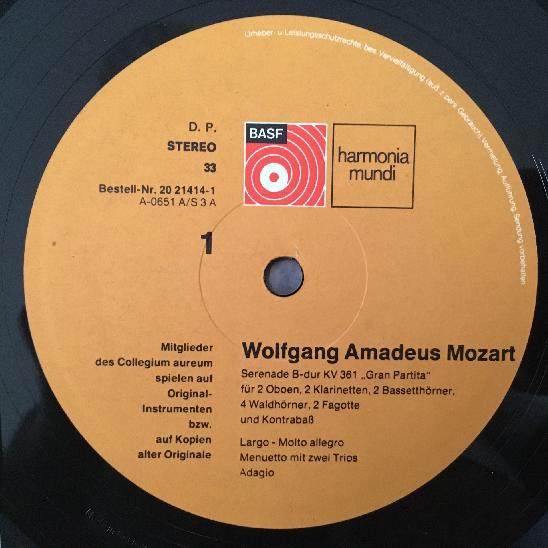 Urheber- u. Leistungsschutzrechte, bes. Vervielfältigung (auß. z. pers. Gebrauch), Vermietung, Aufführung, Sendung vorbehalten
D. P.
STEREO
33
Bestell-Nr. 20 21414-1
A-0651 A/S 3 A
1
BASF
harmonia
mundi
Mitglieder
des Collegium aureum
spielen auf
Original-
Instrumenten
bzw.
auf Kopien
alter Originale
Wolfgang Amadeus Mozart
Serenade B-dur KV 361 „Gran Partita“
für 2 Oboen, 2 Klarinetten, 2 Bassetthörner,
4 Waldhörner, 2 Fagotte
und Kontrabaß
Largo - Molto allegro
Menuetto mit zwei Trios
Adagio